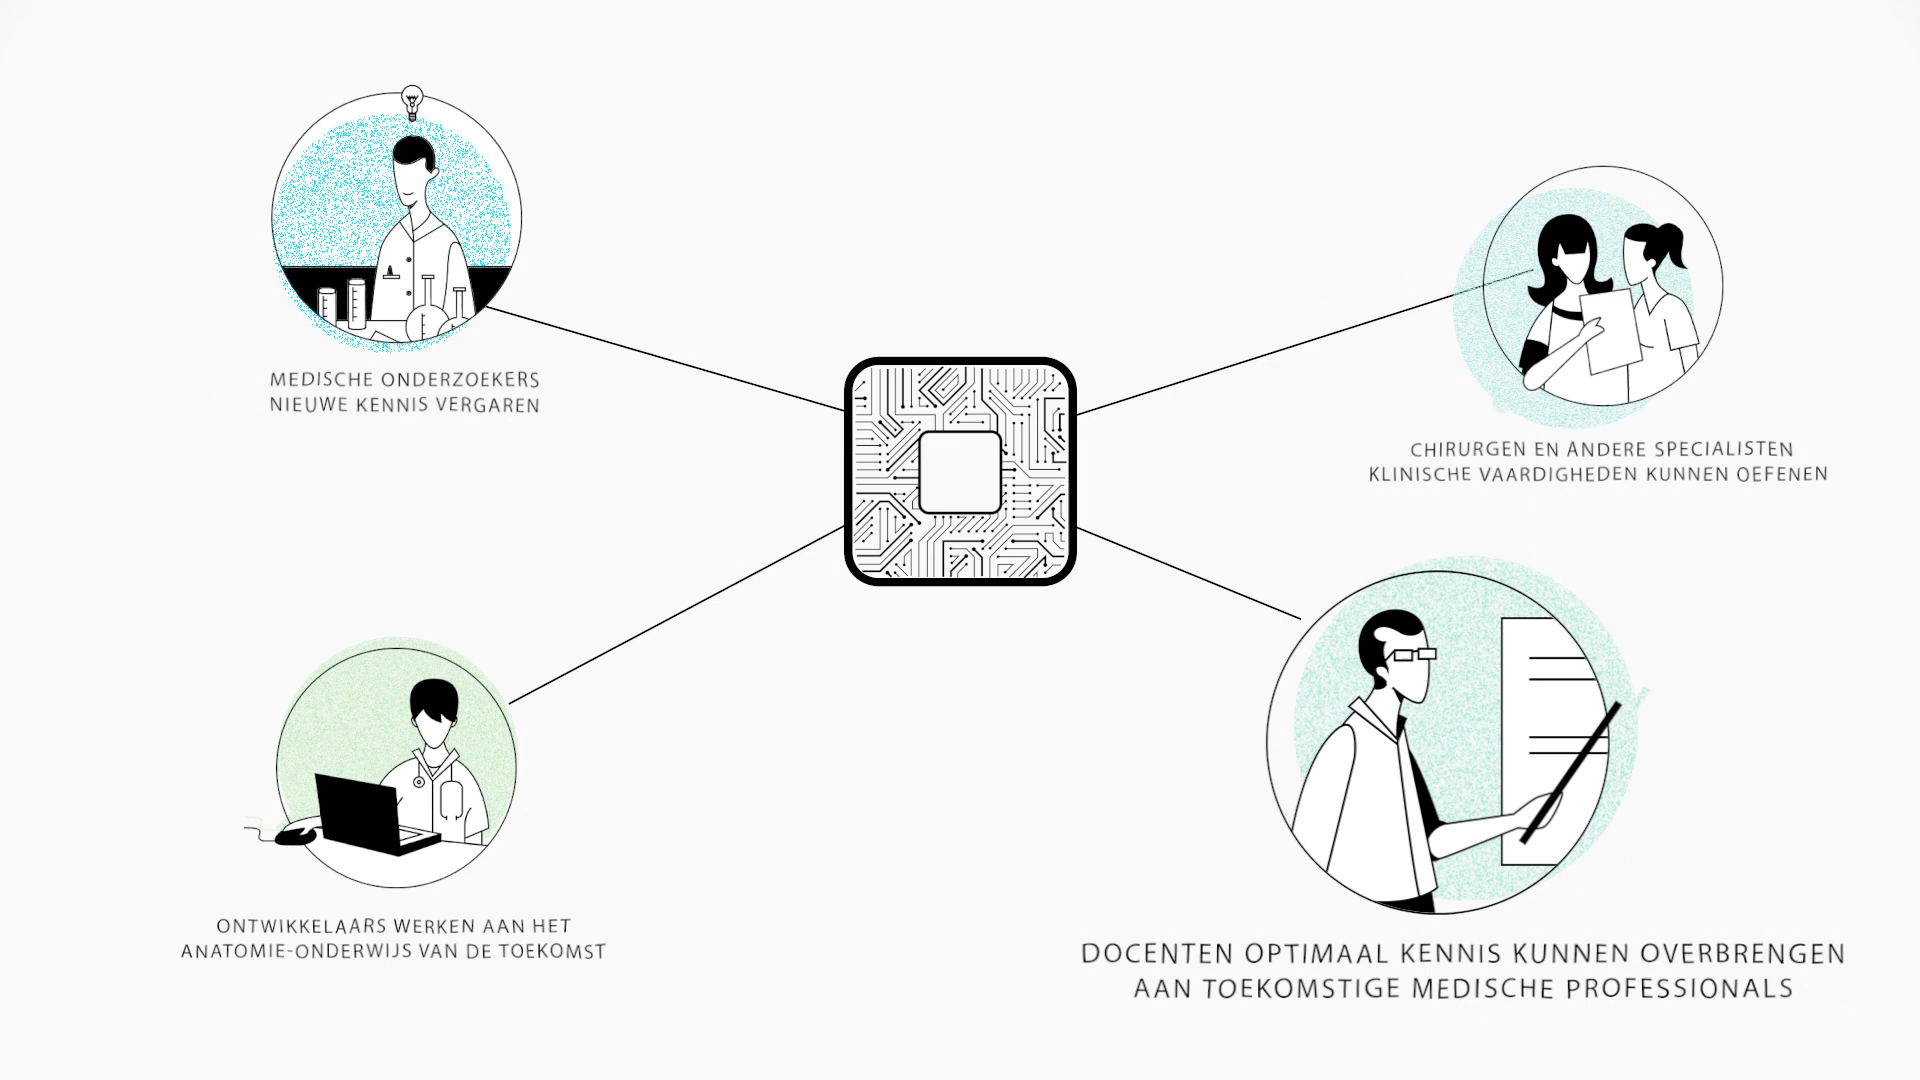 MEDISCHE ONDERZOEKERS
NIEUWE KENNIS VERGAREN
CHIRURGEN EN ANDERE SPECIALISTEN
KLINISCHE VAARDIGHEDEN KUNNEN OEFENEN
ONTWIKKELAARS WERKEN AAN HET
ANATOMIE-ONDERWIJS VAN DE TOEKOMST
DOCENTEN OPTIMAAL KENNIS KUNNEN OVERBRENGEN
AAN TOEKOMSTIGE MEDISCHE PROFESSIONALS